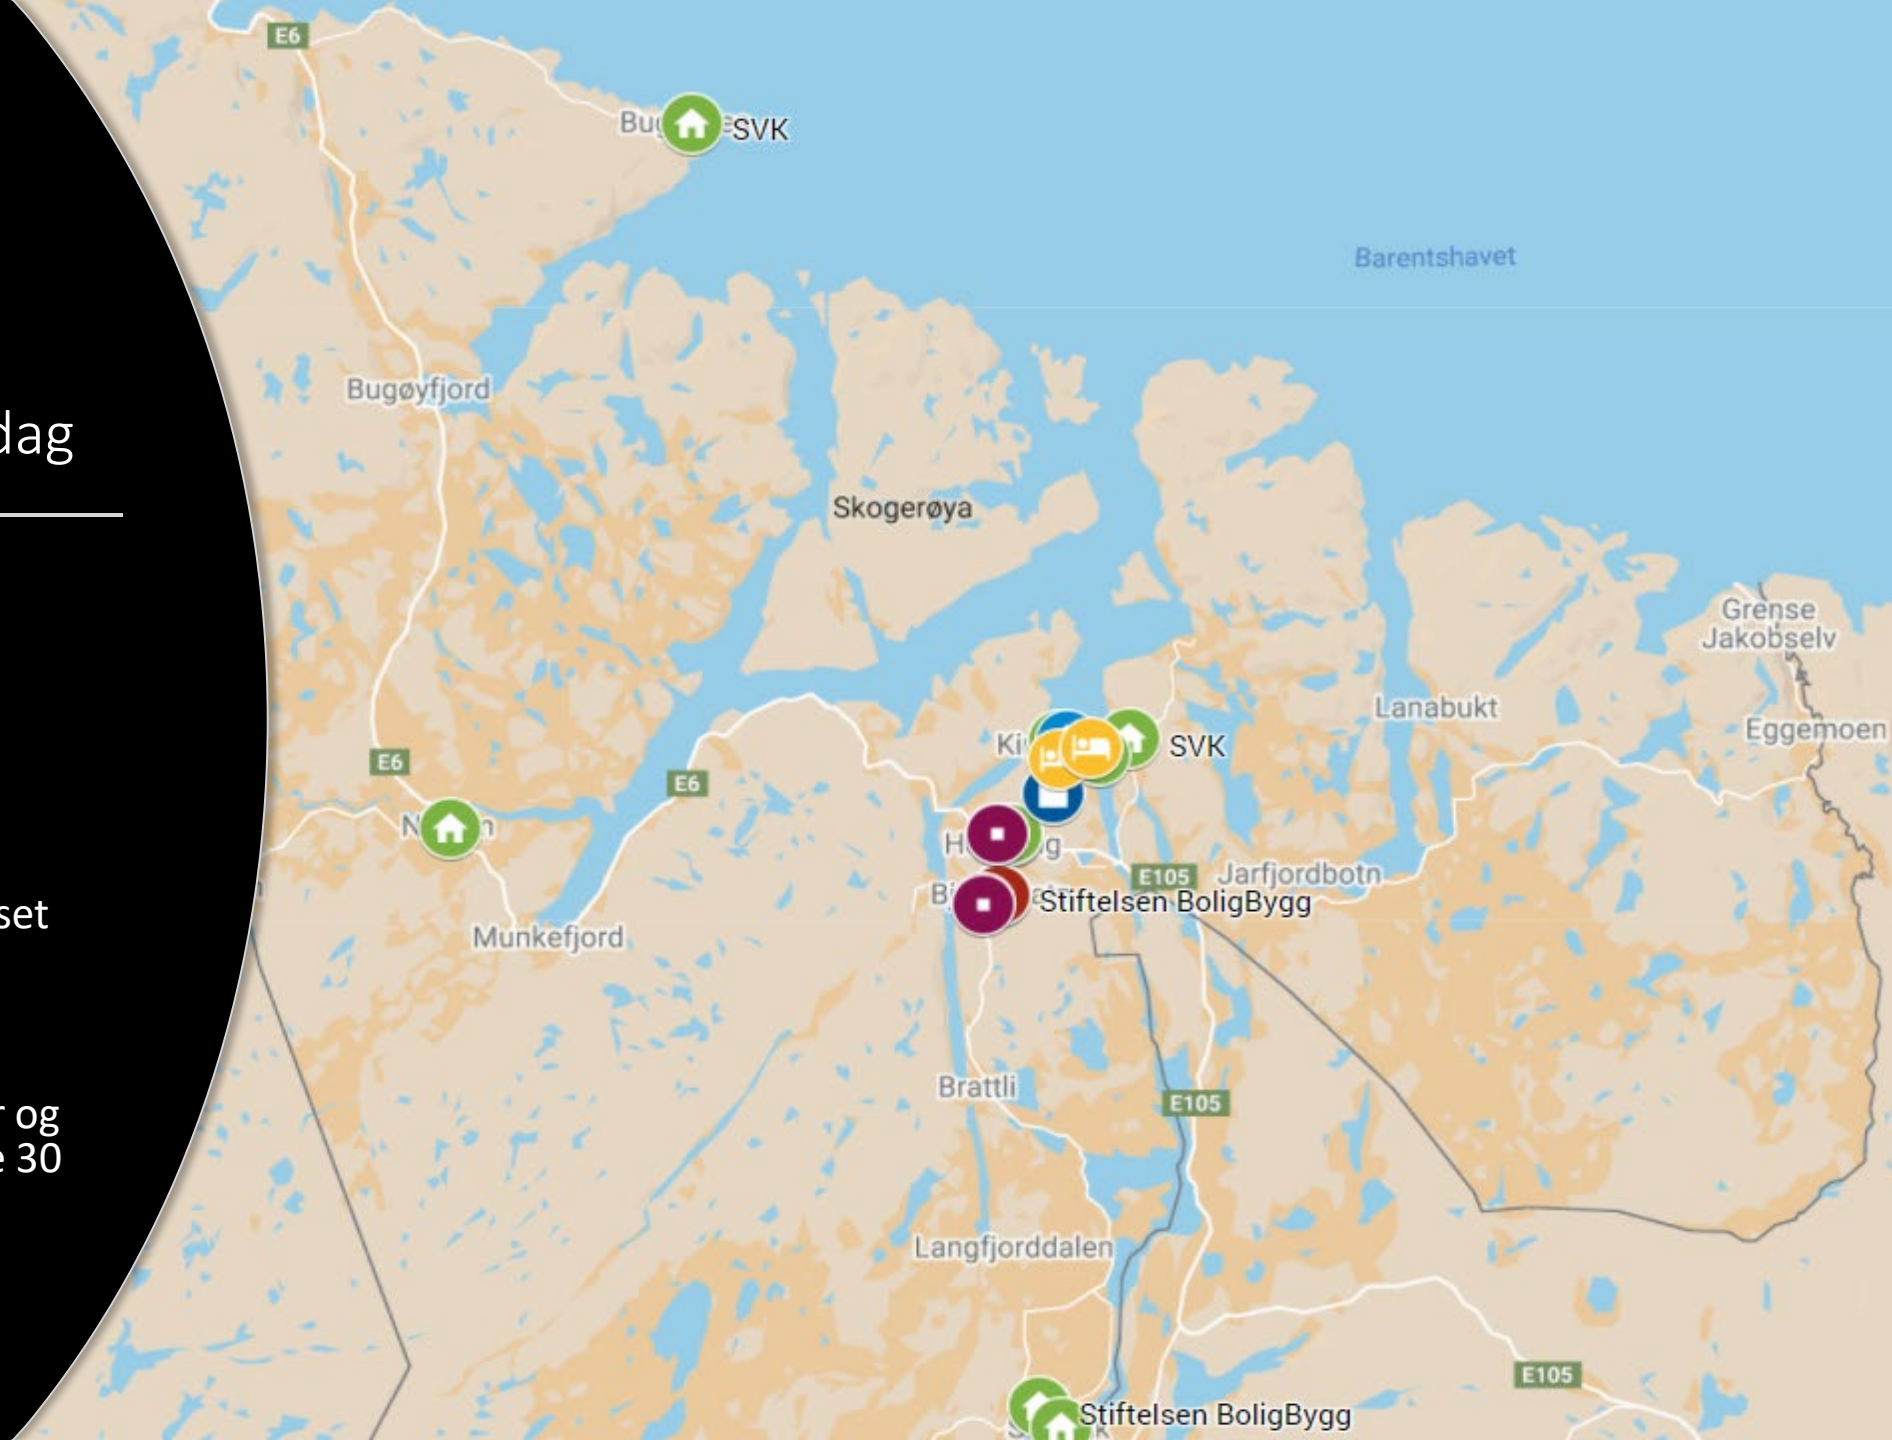 E6
SVK
Barentshavet
Bugøyfjord
dag
Skogerøya
Grense
Jakobselv
Lanabukt
Eggemoen
SVK
E6
E6
E105
Jarfjordbotn
Stiftelsen BoligBygg
set
Munkefjord
Brattli
E105
r og
e 30
Langfjorddalen
E105
Stiftelsen BoligBygg